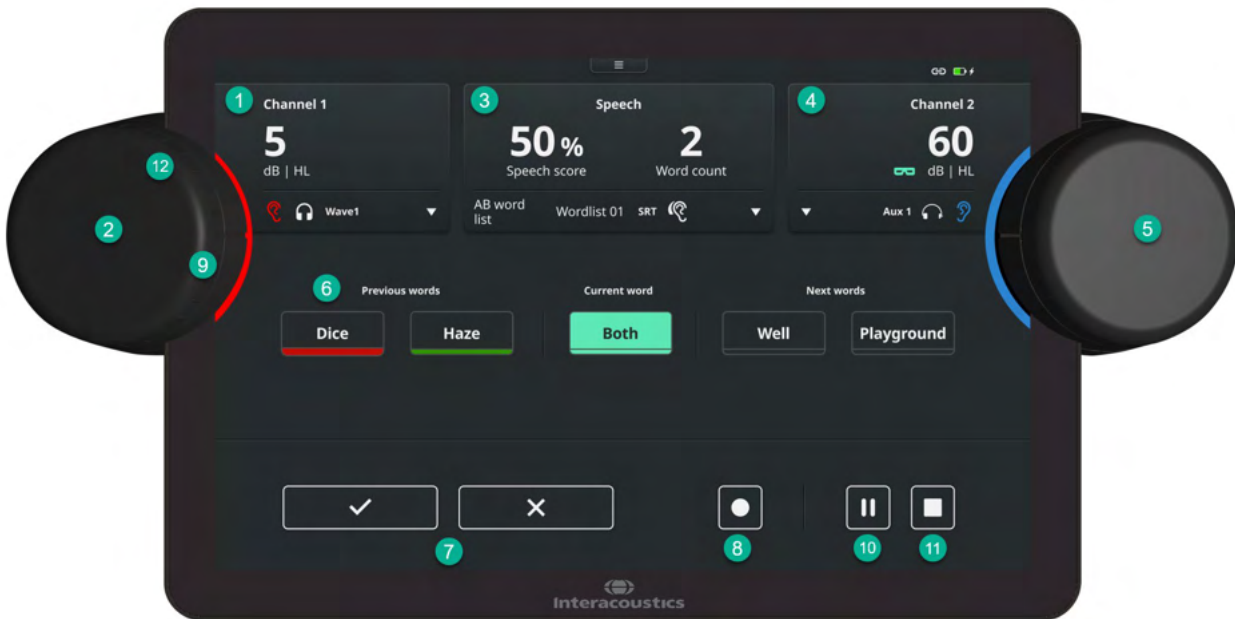 1
Channel 1
5
dB | HL
Wave1
3
Speech
50 %
Speech score
2
Word count
AB word
list
Wordlist 01
SRT
4
Channel 2
60
dB | HL
Aux 1
12
2
9
5
6
Previous words
Current word
Next words
Dice
Haze
Both
Well
Playground
7
8
10
11
Interacoustics